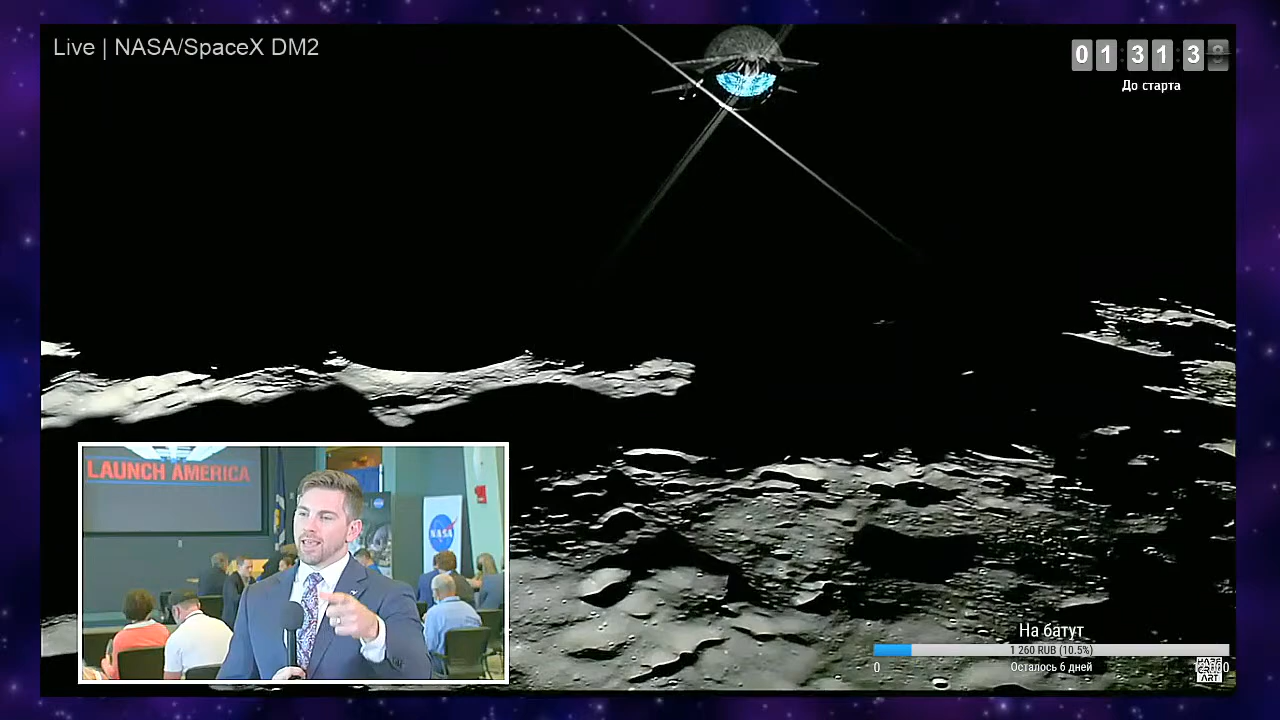 Live | NASA/SpaceX DM2
01 31 3
До старта
LAUNCH AMERICA
NASA
На батут
1 260 RUB (10.5%)
0
Осталось 6 дней
ART